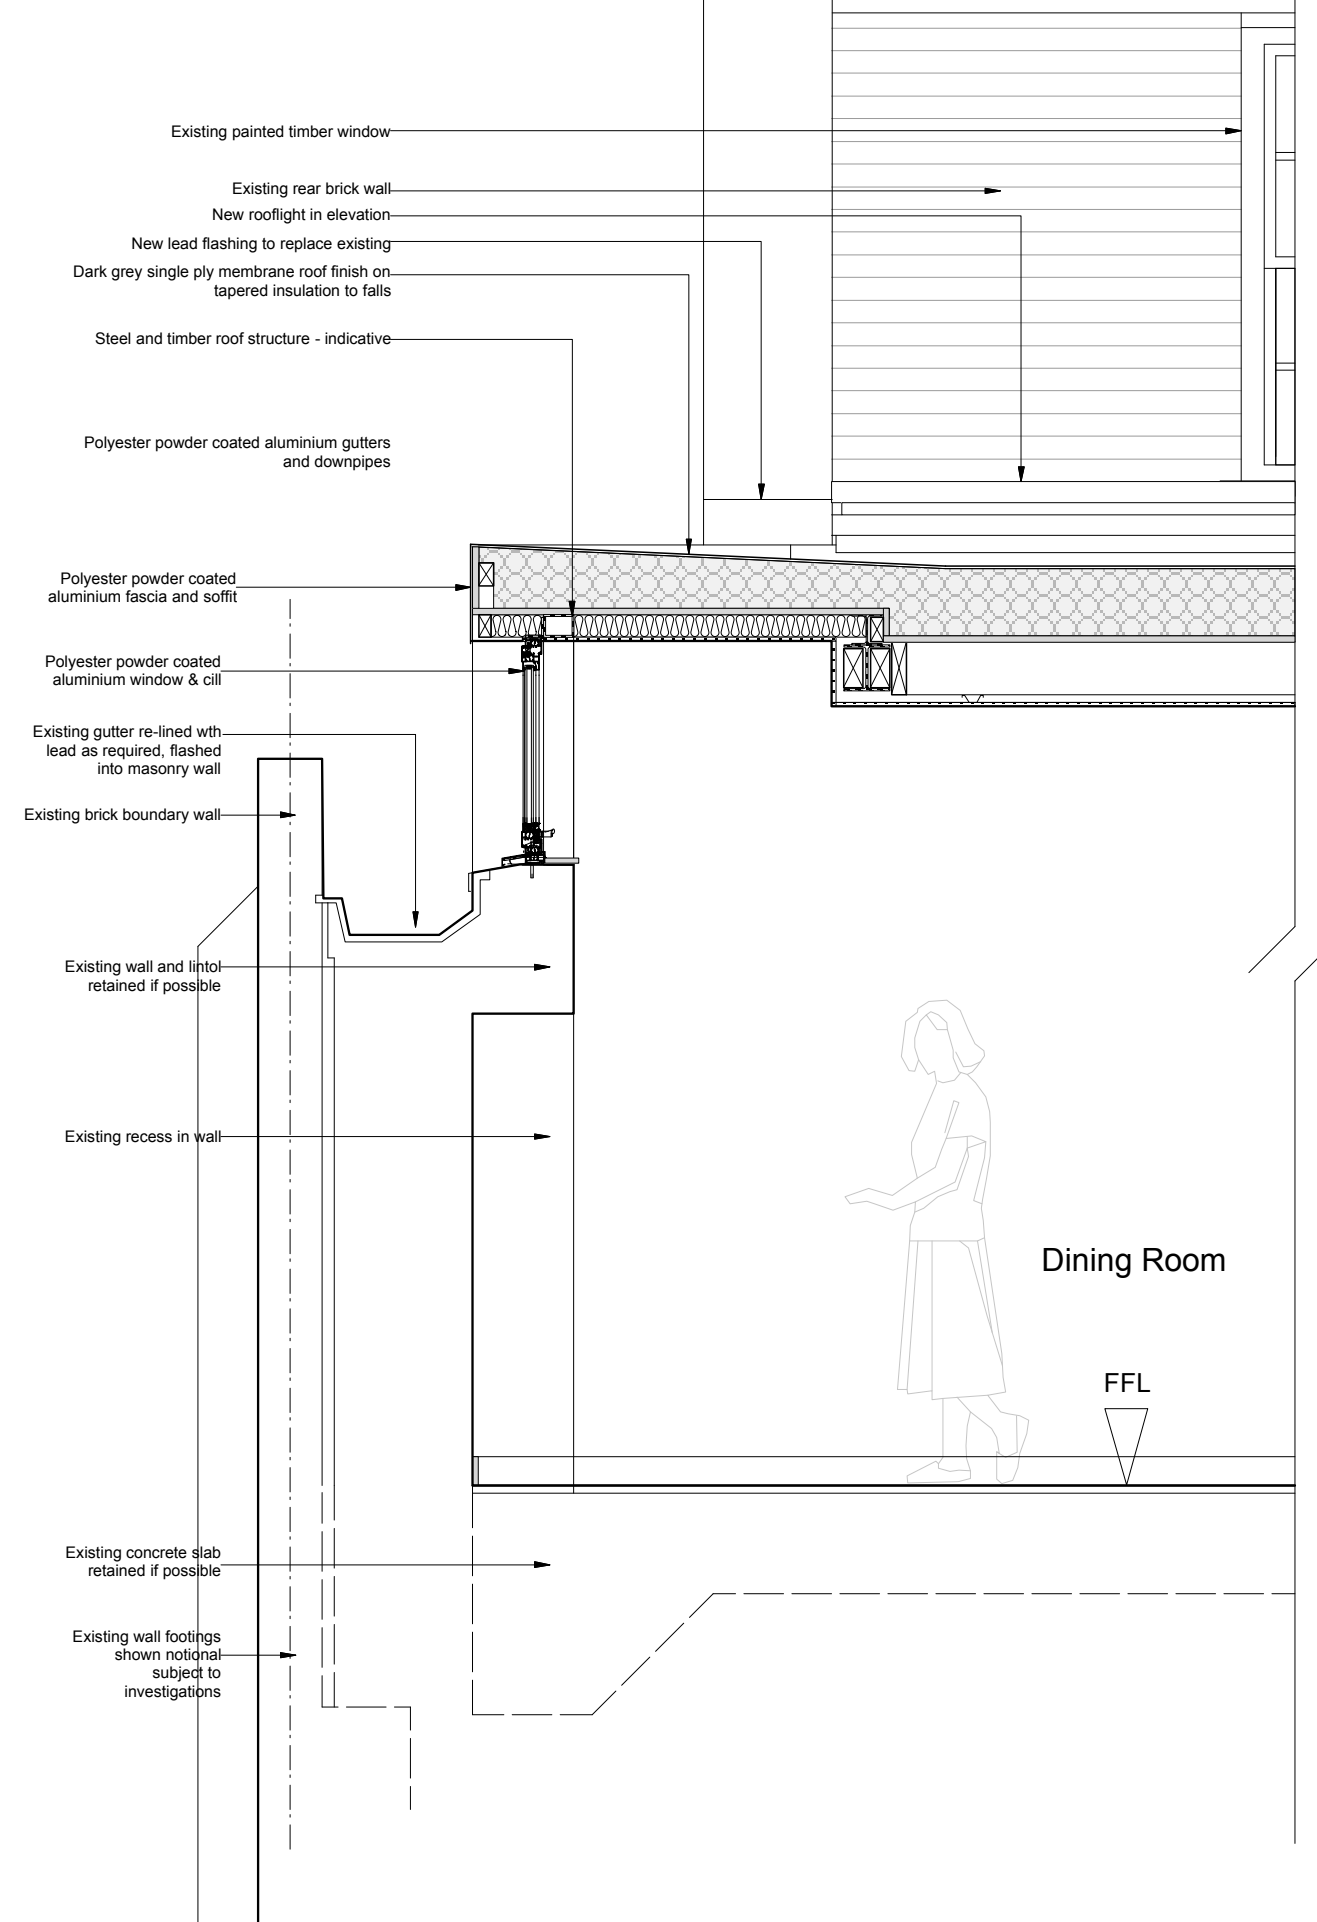 Existing painted timber window
Existing rear brick wall
New rooflight in elevation
New lead flashing to replace existing
Dark grey single ply membrane roof finish on
tapered insulation to falls
Steel and timber roof structure - indicative
Polyester powder coated aluminium gutters
and downpipes
Polyester powder coated
aluminium fascia and soffit
Polyester powder coated
aluminium window & cill
Existing gutter re-lined wth
lead as required, flashed
into masonry wall
Existing brick boundary wall
Existing wall and lintol
retained if possible
Existing recess in wall
Dining Room
FFL
Existing concrete slab
retained if possible
Existing wall footings
shown notional
subject to
investigations